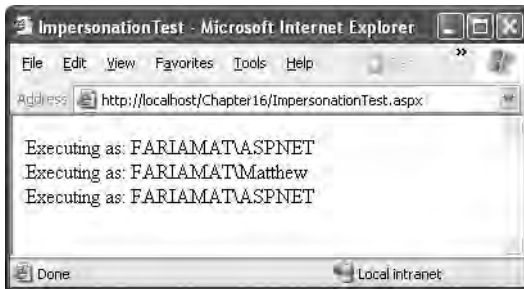 ImpersonationTest - Microsoft Internet Explorer
File Edit View Favorites Tools Help »
Address http://localhost/Chapter16/ImpersonationTest.aspx
Executing as: FARIAMAT\ASPNET
Executing as: FARIAMAT\Matthew
Executing as: FARIAMAT\ASPNET
Done Local intranet